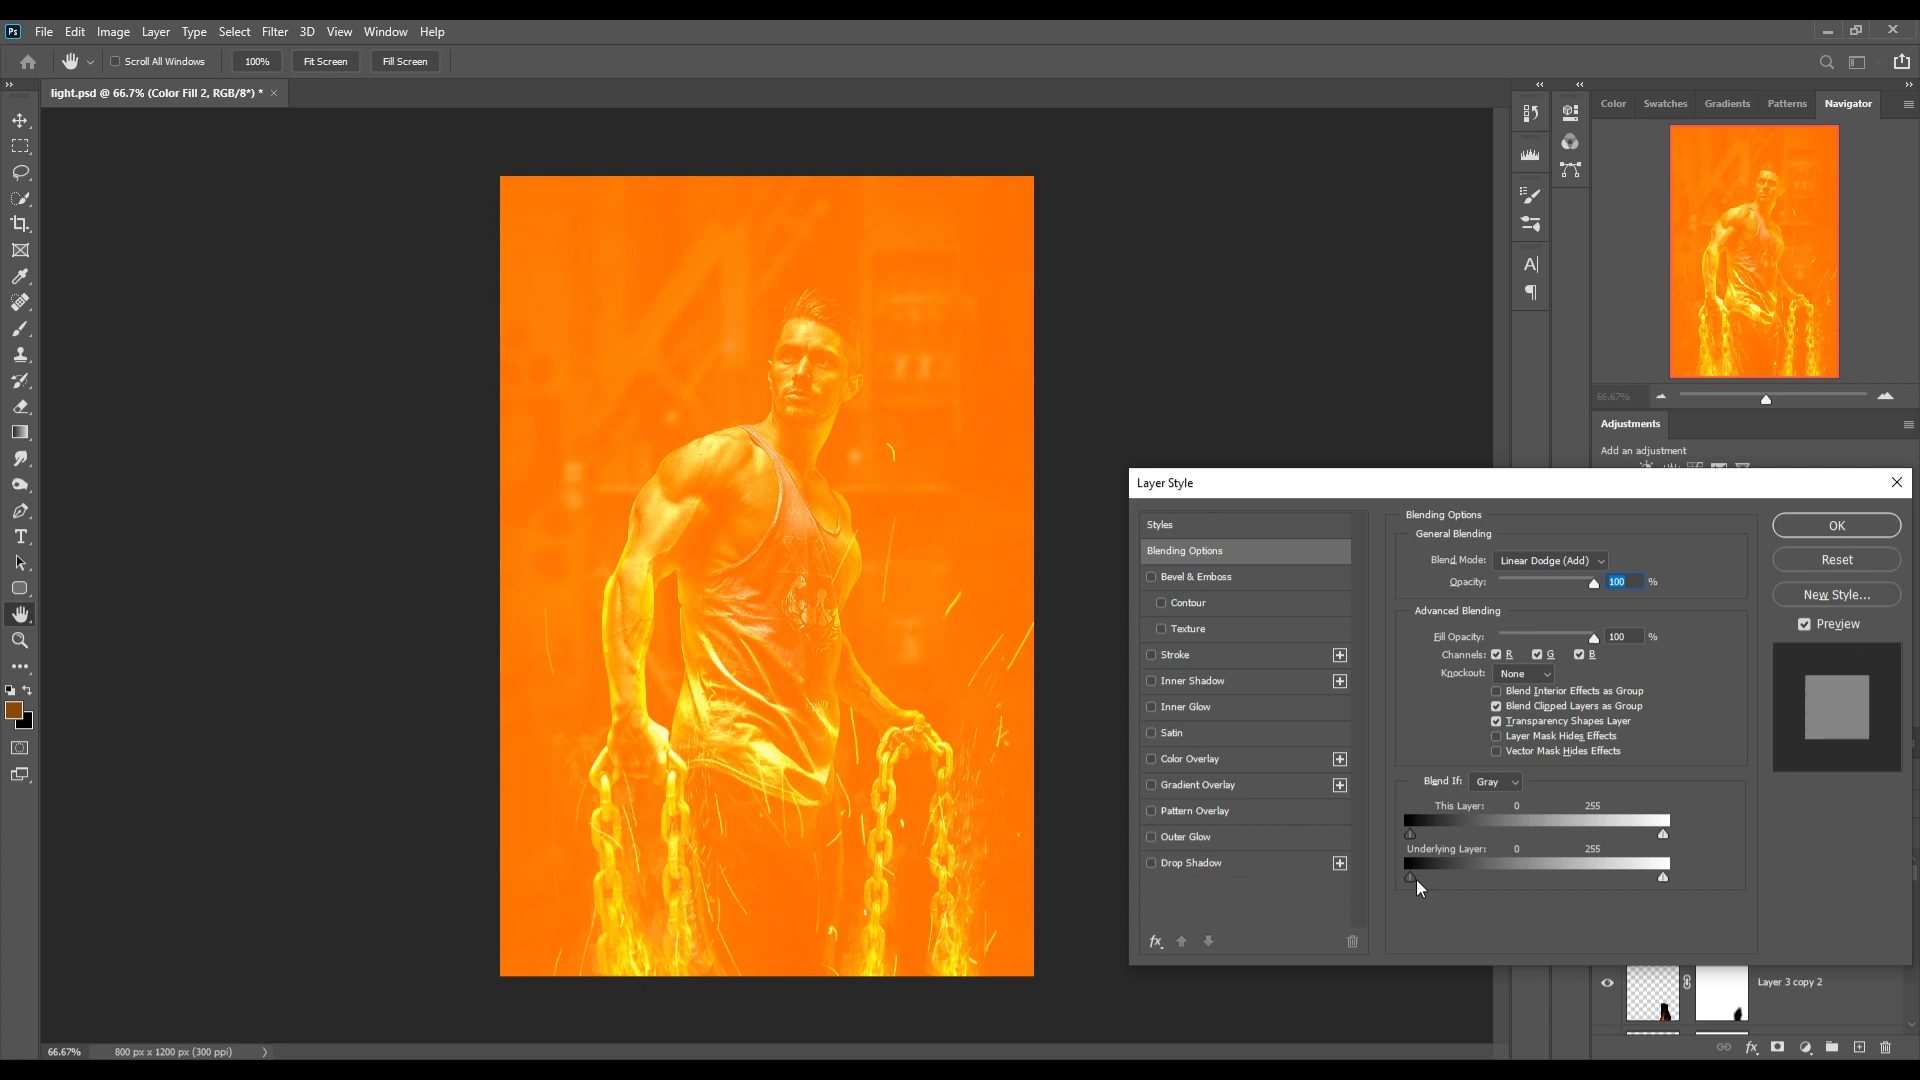 Ps File Edit Image Layer Type Select Filter 3D View Window Help
Scroll All Windows 100% Fit Screen Fill Screen
light.psd @ 66.7% (Color Fill 2, RGB/8*) *
Color Swatches Gradients Patterns Navigator
66.67%
Adjustments
Add an adjustment
Layer Style
Styles
Blending Options
Bevel & Emboss
Contour
Texture
Stroke
Inner Shadow
Inner Glow
Satin
Color Overlay
Gradient Overlay
Pattern Overlay
Outer Glow
Drop Shadow
fx
Blending Options
General Blending
Blend Mode: Linear Dodge (Add)
Opacity: 100 %
Advanced Blending
Fill Opacity: 100 %
Channels: R G B
Knockout: None
Blend Interior Effects as Group
Blend Clipped Layers as Group
Transparency Shapes Layer
Layer Mask Hides Effects
Vector Mask Hides Effects
Blend If: Gray
This Layer: 0 255
Underlying Layer: 0 255
OK
Reset
New Style...
Preview
Layer 3 copy 2
fx
66.67% 800 px x 1200 px (300 ppi)